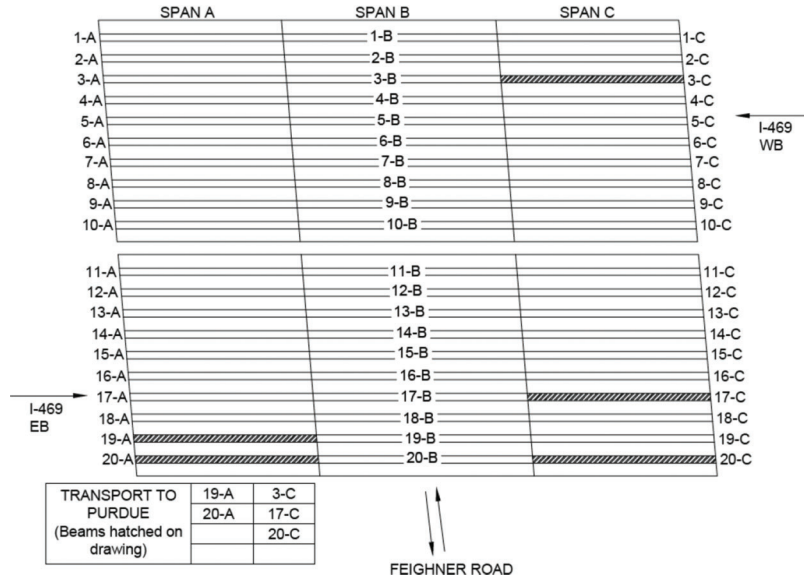 SPAN A SPAN B SPAN C
1-A 1-B 1-C
2-A 2-B 2-C
3-A 3-B 3-C
4-A 4-B 4-C
5-A 5-B 5-C
6-A 6-B 6-C
7-A 7-B 7-C
8-A 8-B 8-C
9-A 9-B 9-C
10-A 10-B 10-C
I-469
WB
11-A 11-B 11-C
12-A 12-B 12-C
13-A 13-B 13-C
14-A 14-B 14-C
15-A 15-B 15-C
16-A 16-B 16-C
17-A 17-B 17-C
18-A 18-B 18-C
19-A 19-B 19-C
20-A 20-B 20-C
I-469
EB
TRANSPORT TO
PURDUE
(Beams hatched on
drawing)
19-A 3-C
20-A 17-C
20-C
FEIGHNER ROAD